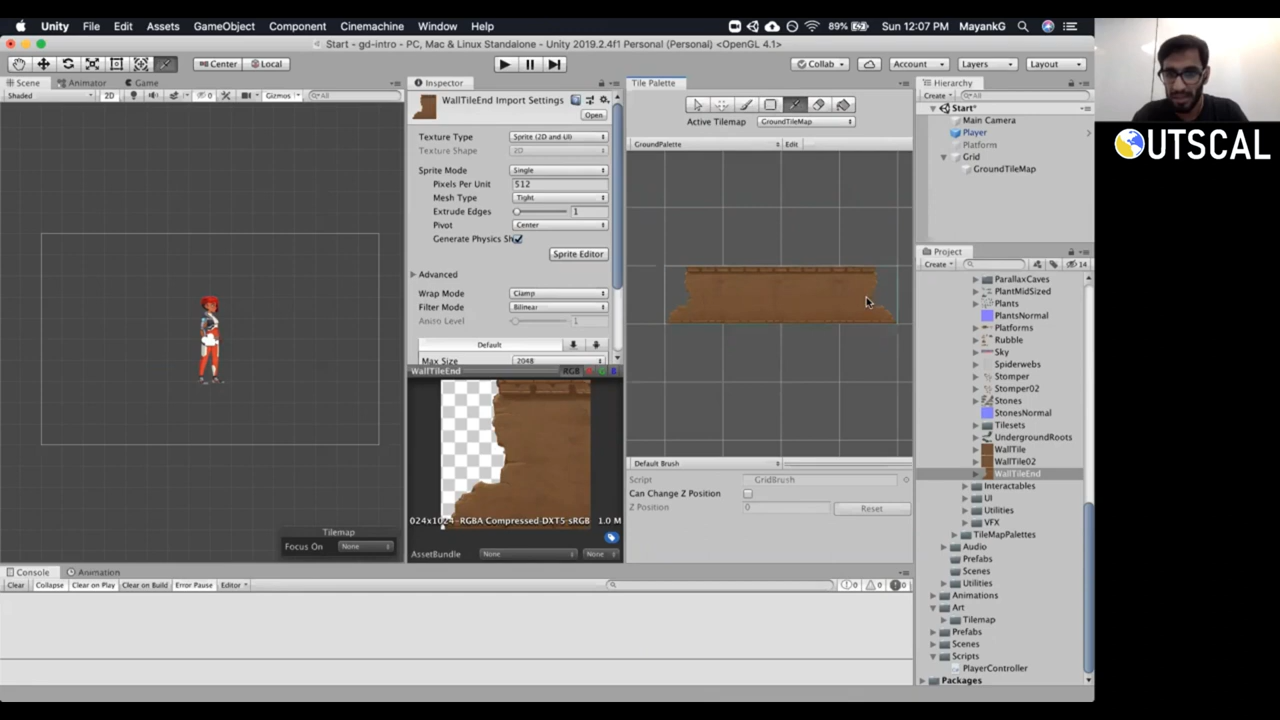 Unity File Edit Assets GameObject Component Cinemachine Window Help 89% Sun 12:07 PM MayankG
Start - gd-intro - PC, Mac & Linux Standalone - Unity 2019.2.4f1 Personal (Personal) <OpenGL 4.1>
Center Local Collab Account Layers Layout
Scene Animator Game
Shaded 2D Gizmos All
Tilemap
Focus On None
Inspector
WallTileEnd Import Settings
Open
Texture Type Sprite (2D and UI)
Texture Shape 2D
Sprite Mode Single
Pixels Per Unit 512
Mesh Type Tight
Extrude Edges 1
Pivot Center
Generate Physics Sh
Sprite Editor
Advanced
Wrap Mode Clamp
Filter Mode Bilinear
Aniso Level 1
Default
Max Size 2048
WallTileEnd RGB
024x1024 RGBA Compressed DXT5 sRGB 1.0 M
AssetBundle None None
Tile Palette
Active Tilemap GroundTileMap
GroundPalette Edit
Default Brush
Script GridBrush
Can Change Z Position
Z Position 0 Reset
Hierarchy
Create All
Start*
Main Camera
Player
Platform
Grid
GroundTileMap
Project
Create 14
ParallaxCaves
PlantMidSized
Plants
PlantsNormal
Platforms
Rubble
Sky
Spiderwebs
Stomper
Stomper02
Stones
StonesNormal
Tilesets
UndergroundRoots
WallTile
WallTile02
WallTileEnd
Interactables
UI
Utilities
VFX
TileMapPalettes
Audio
Prefabs
Scenes
Utilities
Animations
Art
Tilemap
Prefabs
Scenes
Scripts
PlayerController
Packages
Console Animation
Clear Collapse Clear on Play Clear on Build Error Pause Editor 0 0 0
OUTSCAL